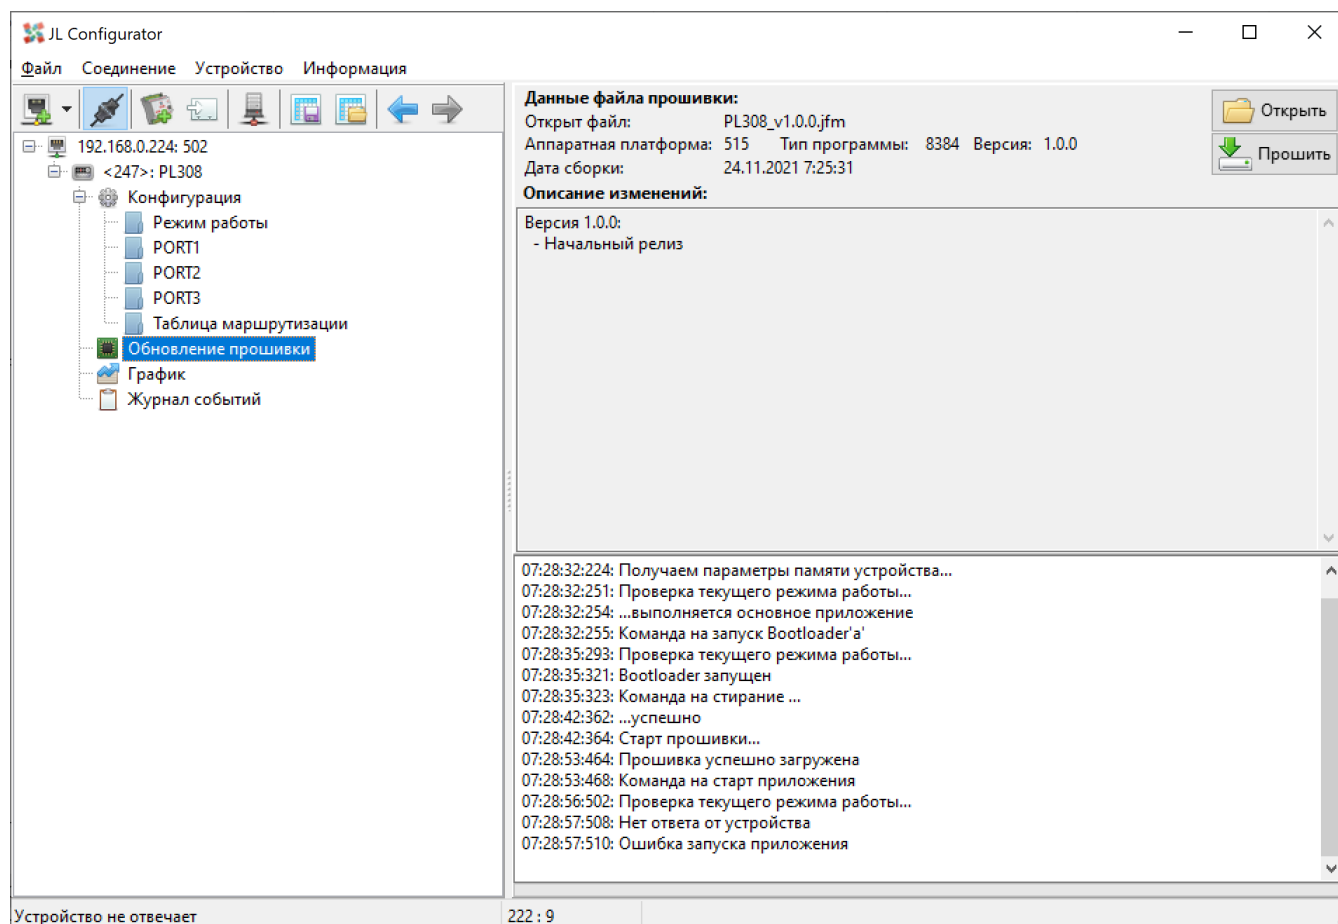 JL Configurator
Файл Соединение Устройство Информация
192.168.0.224: 502
<247>: PL308
Конфигурация
Режим работы
PORT1
PORT2
PORT3
Таблица маршрутизации
Обновление прошивки
График
Журнал событий
Данные файла прошивки:
Открыт файл: PL308_v1.0.0.jfm
Аппаратная платформа: 515 Тип программы: 8384 Версия: 1.0.0
Дата сборки: 24.11.2021 7:25:31
Открыть
Прошить
Описание изменений:
Версия 1.0.0:
- Начальный релиз
07:28:32:224: Получаем параметры памяти устройства...
07:28:32:251: Проверка текущего режима работы...
07:28:32:254: ...выполняется основное приложение
07:28:32:255: Команда на запуск Bootloader'a'
07:28:35:293: Проверка текущего режима работы...
07:28:35:321: Bootloader запущен
07:28:35:323: Команда на стирание ...
07:28:42:362: ...успешно
07:28:42:364: Старт прошивки...
07:28:53:464: Прошивка успешно загружена
07:28:53:468: Команда на старт приложения
07:28:56:502: Проверка текущего режима работы...
07:28:57:508: Нет ответа от устройства
07:28:57:510: Ошибка запуска приложения
Устройство не отвечает 222 : 9